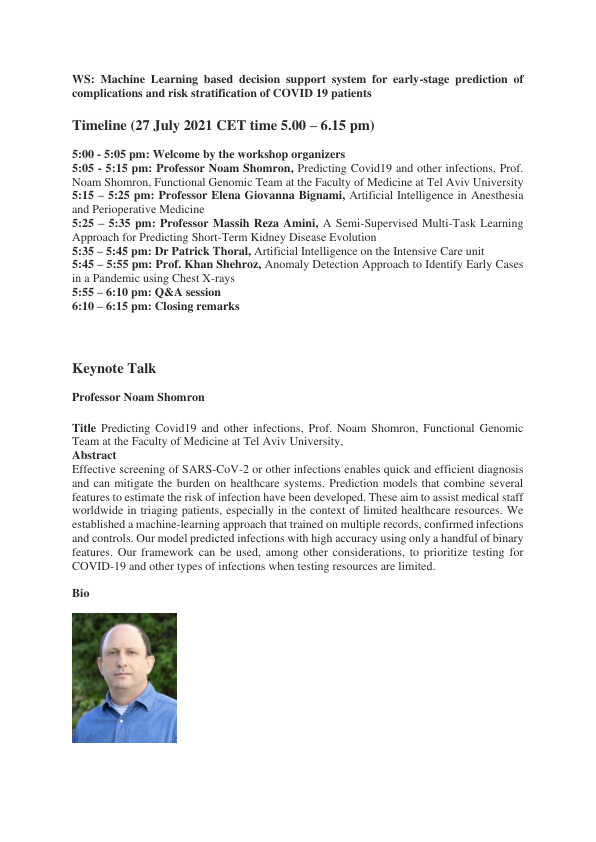 WS: Machine Learning based decision support system for early-stage prediction of
complications and risk stratification of COVID 19 patients
Timeline (27 July 2021 CET time 5.00 – 6.15 pm)
5:00 - 5:05 pm: Welcome by the workshop organizers
5:05 - 5:15 pm: Professor Noam Shomron, Predicting Covid19 and other infections, Prof.
Noam Shomron, Functional Genomic Team at the Faculty of Medicine at Tel Aviv University
5:15 – 5:25 pm: Professor Elena Giovanna Bignami, Artificial Intelligence in Anesthesia
and Perioperative Medicine
5:25 – 5:35 pm: Professor Massih Reza Amini, A Semi-Supervised Multi-Task Learning
Approach for Predicting Short-Term Kidney Disease Evolution
5:35 – 5:45 pm: Dr Patrick Thoral, Artificial Intelligence on the Intensive Care unit
5:45 – 5:55 pm: Prof. Khan Shehroz, Anomaly Detection Approach to Identify Early Cases
in a Pandemic using Chest X-rays
5:55 – 6:10 pm: Q&A session
6:10 – 6:15 pm: Closing remarks
Keynote Talk
Professor Noam Shomron
Title Predicting Covid19 and other infections, Prof. Noam Shomron, Functional Genomic
Team at the Faculty of Medicine at Tel Aviv University,
Abstract
Effective screening of SARS-CoV-2 or other infections enables quick and efficient diagnosis
and can mitigate the burden on healthcare systems. Prediction models that combine several
features to estimate the risk of infection have been developed. These aim to assist medical staff
worldwide in triaging patients, especially in the context of limited healthcare resources. We
established a machine-learning approach that trained on multiple records, confirmed infections
and controls. Our model predicted infections with high accuracy using only a handful of binary
features. Our framework can be used, among other considerations, to prioritize testing for
COVID-19 and other types of infections when testing resources are limited.
Bio